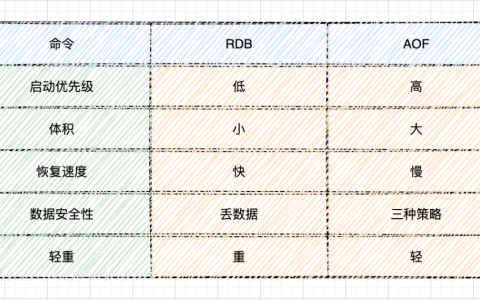 命令 RDB AOF
启动优先级 低 高
体积 小 大
恢复速度 快 慢
数据安全性 丢数据 三种策略
轻重 重 轻